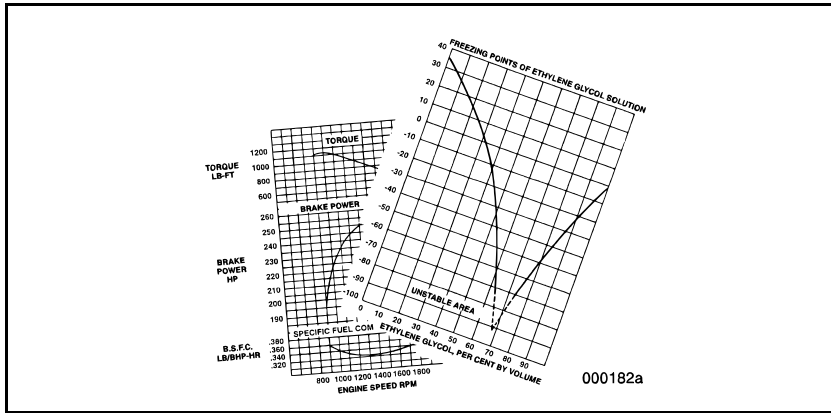 FREEZING POINTS OF ETHYLENE GLYCOL SOLUTION
40
30
20
10
0
-10
-20
-30
-40
-50
-60
-70
-80
-90
-100
UNSTABLE AREA
0 10 20 30 40 50 60 70 80 90
ETHYLENE GLYCOL, PER CENT BY VOLUME
TORQUE
TORQUE
LB-FT
1200
1000
800
600
BRAKE POWER
BRAKE
POWER
HP
260
250
240
230
220
210
200
190
SPECIFIC FUEL COM
B.S.F.C.
LB/BHP-HR
.380
.360
.340
.320
800 1000 1200 1400 1600 1800
ENGINE SPEED RPM
000182a